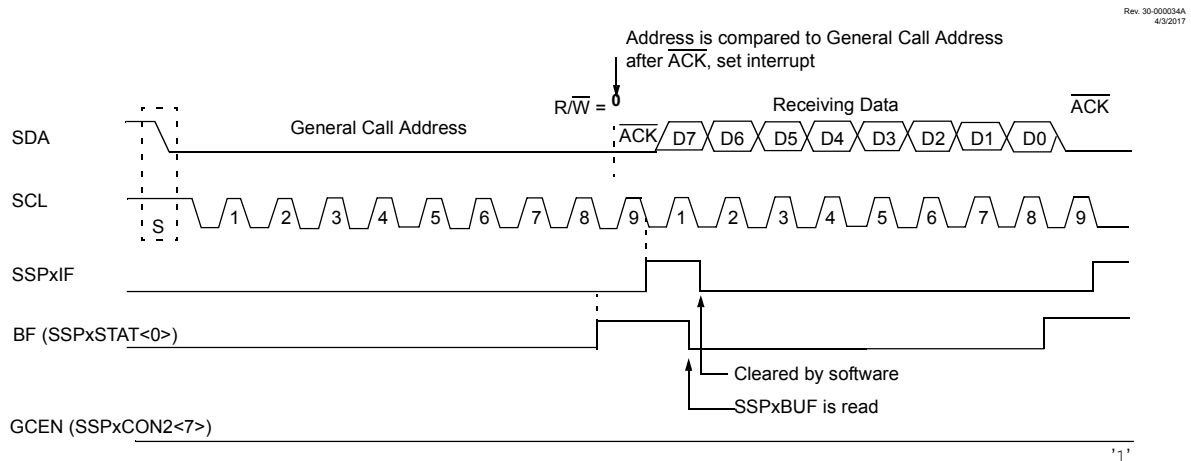 Rev. 30-000034A
4/3/2017
Address is compared to General Call Address
after ACK, set interrupt
R/W = 0
General Call Address
Receiving Data
ACK
SDA
ACK D7 D6 D5 D4 D3 D2 D1 D0
SCL
S 1 2 3 4 5 6 7 8 9 1 2 3 4 5 6 7 8 9
SSPxIF
BF (SSPxSTAT<0>)
Cleared by software
SSPxBUF is read
GCEN (SSPxCON2<7>)
'1'